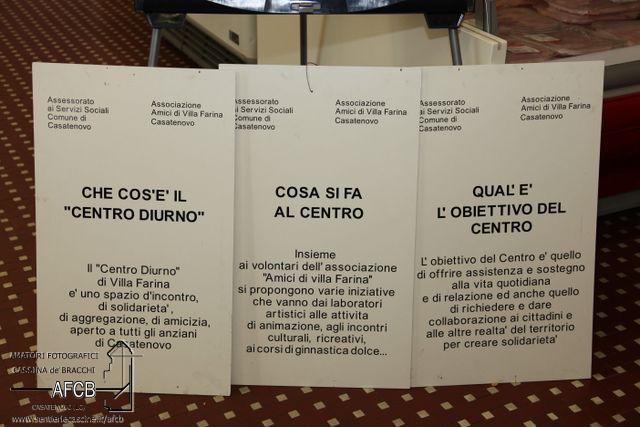 Assessorato
ai Servizi Sociali
Comune di
Casatenovo
Associazione
Amici di Villa Farina
Casatenovo
CHE COS'E' IL
"CENTRO DIURNO"
Il "Centro Diurno"
di Villa Farina
e' uno spazio d'incontro,
di solidarieta',
di aggregazione, di amicizia,
aperto a tutti gli anziani
di Casatenovo
Assessorato
ai Servizi Sociali
Comune di
Casatenovo
Associazione
Amici di Villa Farina
Casatenovo
COSA SI FA
AL CENTRO
Insieme
ai volontari dell'associazione
"Amici di villa Farina"
si propongono varie iniziative
che vanno dai laboratori
artistici alle attivita
di animazione, agli incontri
culturali, ricreativi,
ai corsi di ginnastica dolce...
Assessorato
ai Servizi Sociali
Comune di
Casatenovo
Associazione
Amici di Villa Farina
Casatenovo
QUAL' E'
L' OBIETTIVO DEL
CENTRO
L' obiettivo del Centro e' quello
di offrire assistenza e sostegno
alla vita quotidiana
e di relazione ed anche quello
di richiedere e dare
collaborazione ai cittadini e
alle altre realta' del territorio
per creare solidarieta'
AMATORI FOTOGRAFICI
CASSINA de' BRACCHI
AFCB
CASATENOVO (LC)
www.sentierilecascine.it/afcb